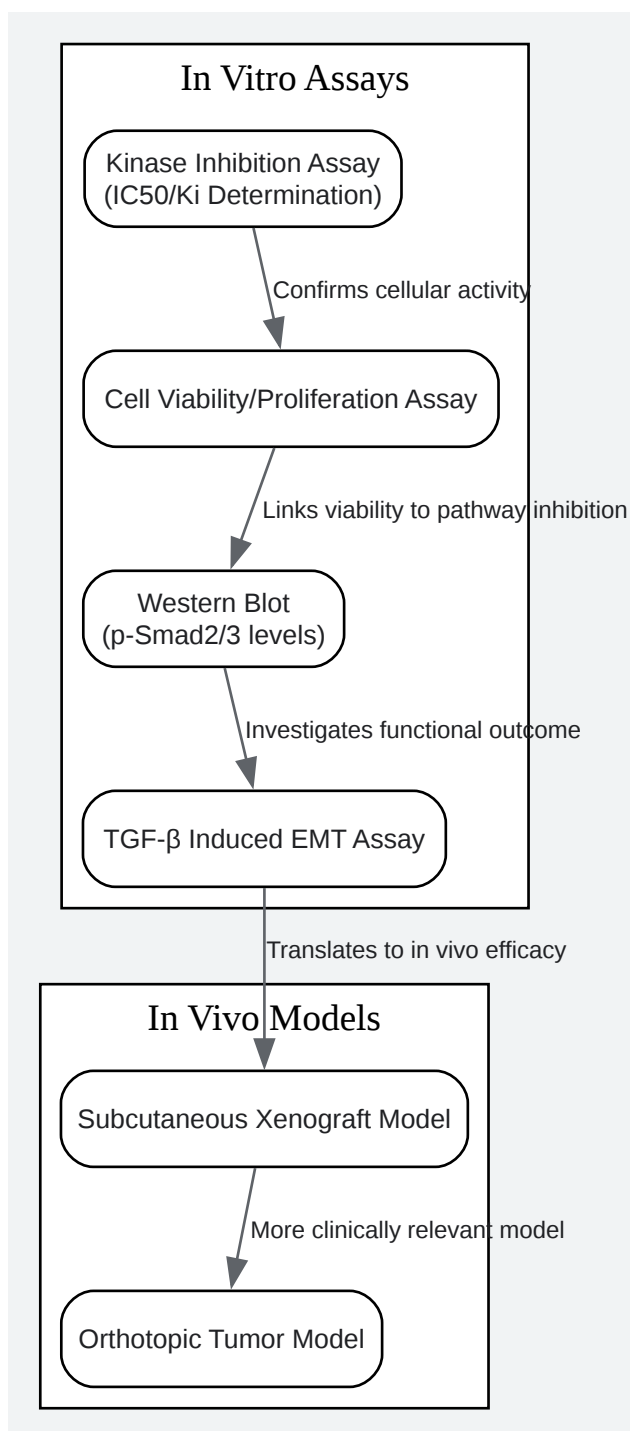 In Vitro Assays
Kinase Inhibition Assay
(IC50/Ki Determination)
Confirms cellular activity
Cell Viability/Proliferation Assay
Links viability to pathway inhibition
Western Blot
(p-Smad2/3 levels)
Investigates functional outcome
TGF-β Induced EMT Assay
Translates to in vivo efficacy
In Vivo Models
Subcutaneous Xenograft Model
More clinically relevant model
Orthotopic Tumor Model